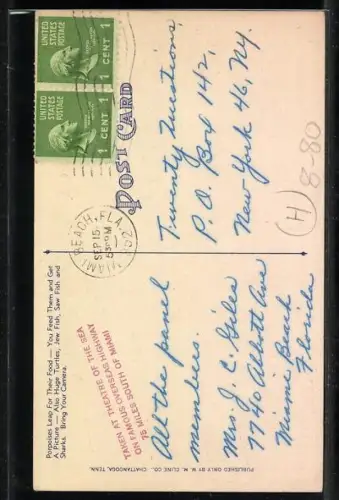 UNITED
STATES
POSTAGE
1 CENT 1
UNITED
STATES
POSTAGE
1 CENT 1
POST CARD
MIAMI BEACH, FLA.
SEP 15
PM
Porpoises Leap For Their Food — You Feed Them and Get
A Picture — Also Huge Turtles, Jew Fish, Saw Fish and
Sharks. Bring Your Camera.
TAKEN AT THEATRE OF THE SEA
ON FAMOUS OVERSEAS HIGHWAY
75 MILES SOUTH OF MIAMI
All the panel
members.
Mrs. J. C. Giles
7740 Abbott Ave
Miami Beach
Florida
Twenty Questions,
P.O. Box 142,
New York 46, N.Y.
(H) 8-80
PUBLISHED ONLY BY W. M. CLINE CO., CHATTANOOGA, TENN.